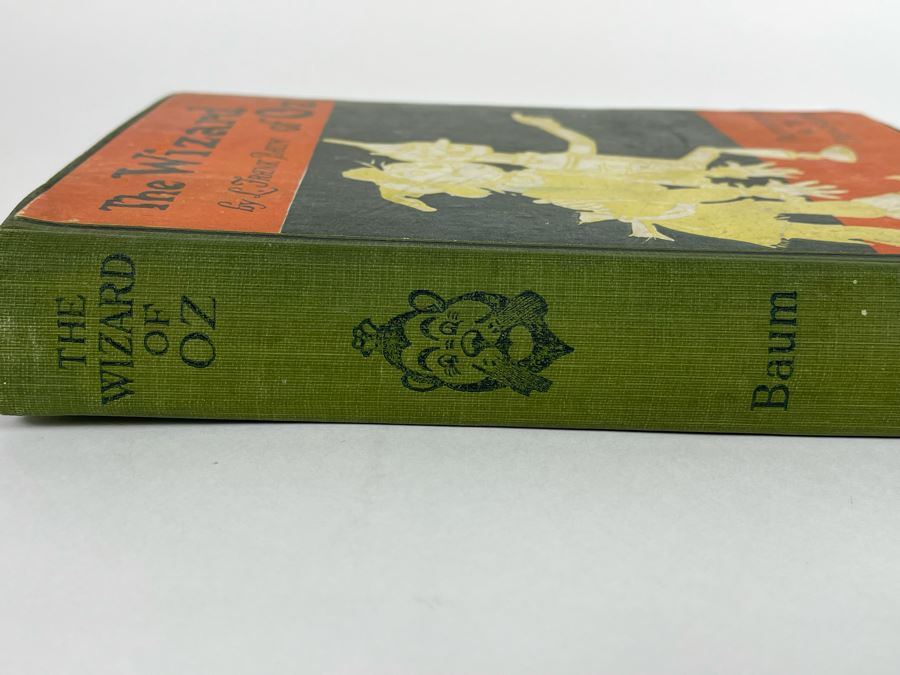 The Wizard
of Oz
by L. Frank Baum
THE
WIZARD
OF
OZ
Baum